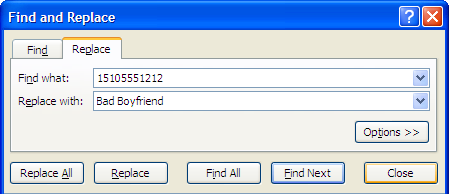 Find and Replace
Find Replace
Find what: 15105551212
Replace with: Bad Boyfriend
Options >>
Replace All Replace Find All Find Next Close